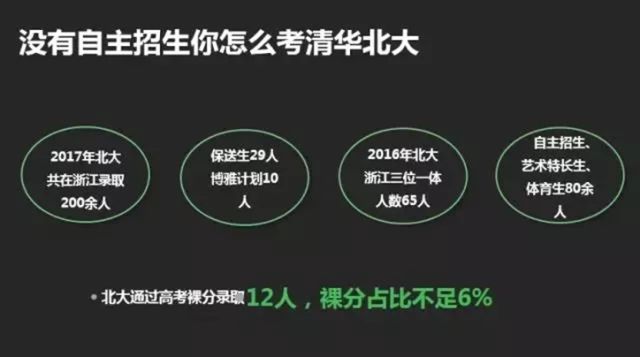 没有自主招生你怎么考清华北大
2017年北大
共在浙江录取
200余人
保送生29人
博雅计划10
人
2016年北大
浙江三位一体
人数65人
自主招生、
艺术特长生、
体育生80余
人
• 北大通过高考裸分录取12人，裸分占比不足6%